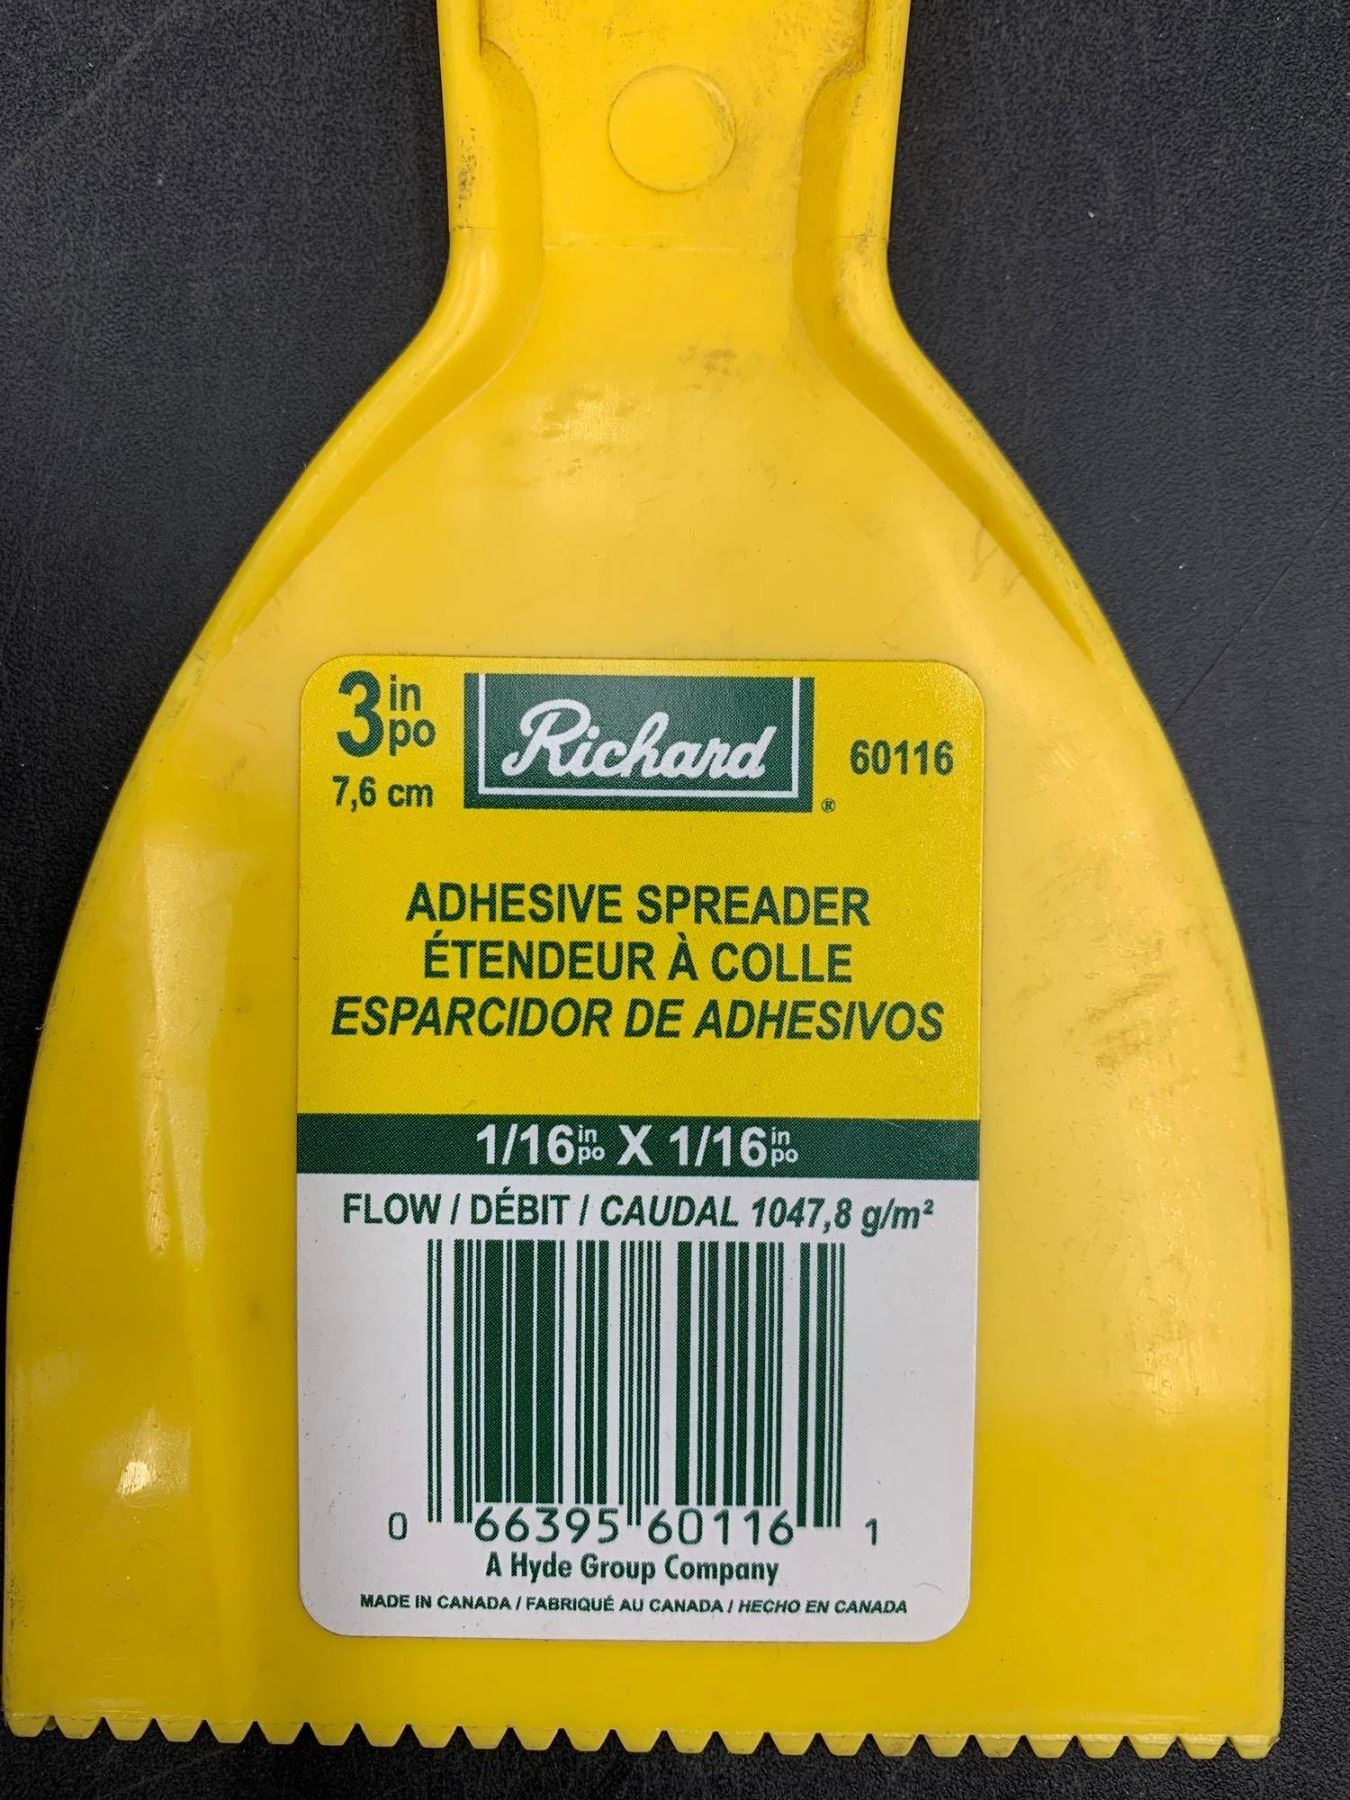 3 in
po
7,6 cm
Richard
®
60116
ADHESIVE SPREADER
ÉTENDEUR À COLLE
ESPARCIDOR DE ADHESIVOS
1/16 in po X 1/16 in po
FLOW / DÉBIT / CAUDAL 1047,8 g/m²
0 66395 60116 1
A Hyde Group Company
MADE IN CANADA / FABRIQUÉ AU CANADA / HECHO EN CANADA